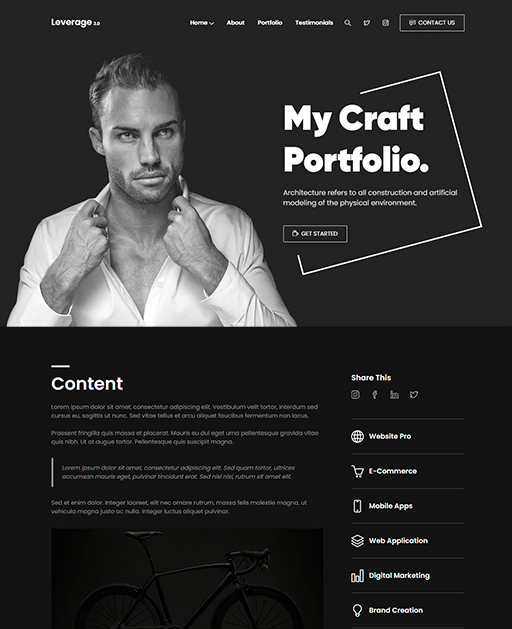 Leverage 2.0
Home About Portfolio Testimonials CONTACT US
My Craft
Portfolio.
Architecture refers to all construction and artificial
modeling of the physical environment.
GET STARTED
Content
Lorem ipsum dolor sit amet, consectetur adipiscing elit. Vestibulum velit tortor, interdum sed
cursus eu, sagittis ut nunc. Sed vitae tellus et arcu aliquet faucibus fermentum non lacus.
Praesent fringilla quis massa et placerat. Mauris eu dui eget urna pellentesque gravida vitae
quis nibh. Ut at augue tortor. Pellentesque quis suscipit magna.
Lorem ipsum dolor sit amet, consectetur adipiscing elit. Sed quam tortor, ultrices
accumsan mauris eget, pulvinar tincidunt erat. Sed nisi nisi, rutrum sit amet elit.
Sed et enim dolor. Integer laoreet, elit nec ornare rutrum, massa felis molestie magna, ut
vehicula magna justo ac nulla. Integer luctus aliquet pulvinar.
Share This
Website Pro
E-Commerce
Mobile Apps
Web Application
Digital Marketing
Brand Creation